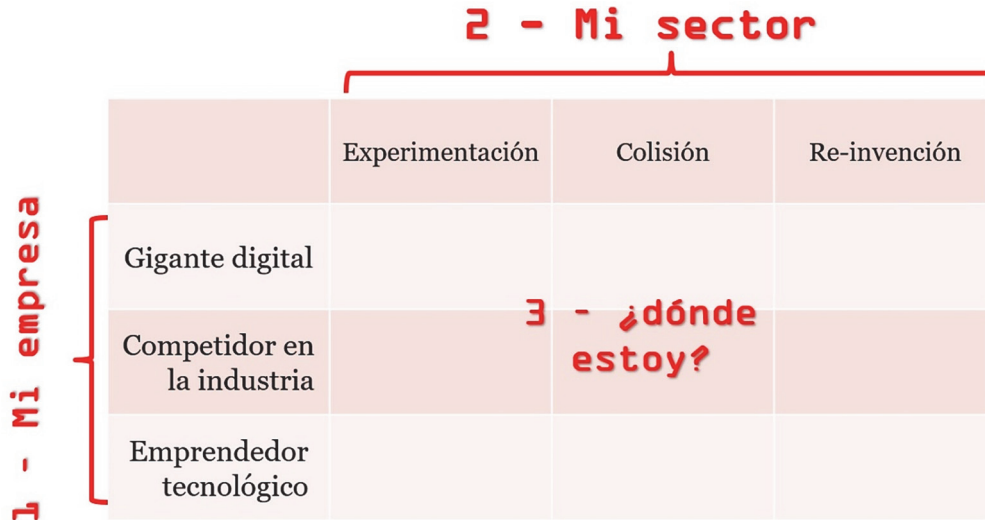 2 - Mi sector
Experimentación
Colisión
Re-invención
1 - Mi empresa
Gigante digital
Competidor en
la industria
Emprendedor
tecnológico
3 - ¿dónde
estoy?